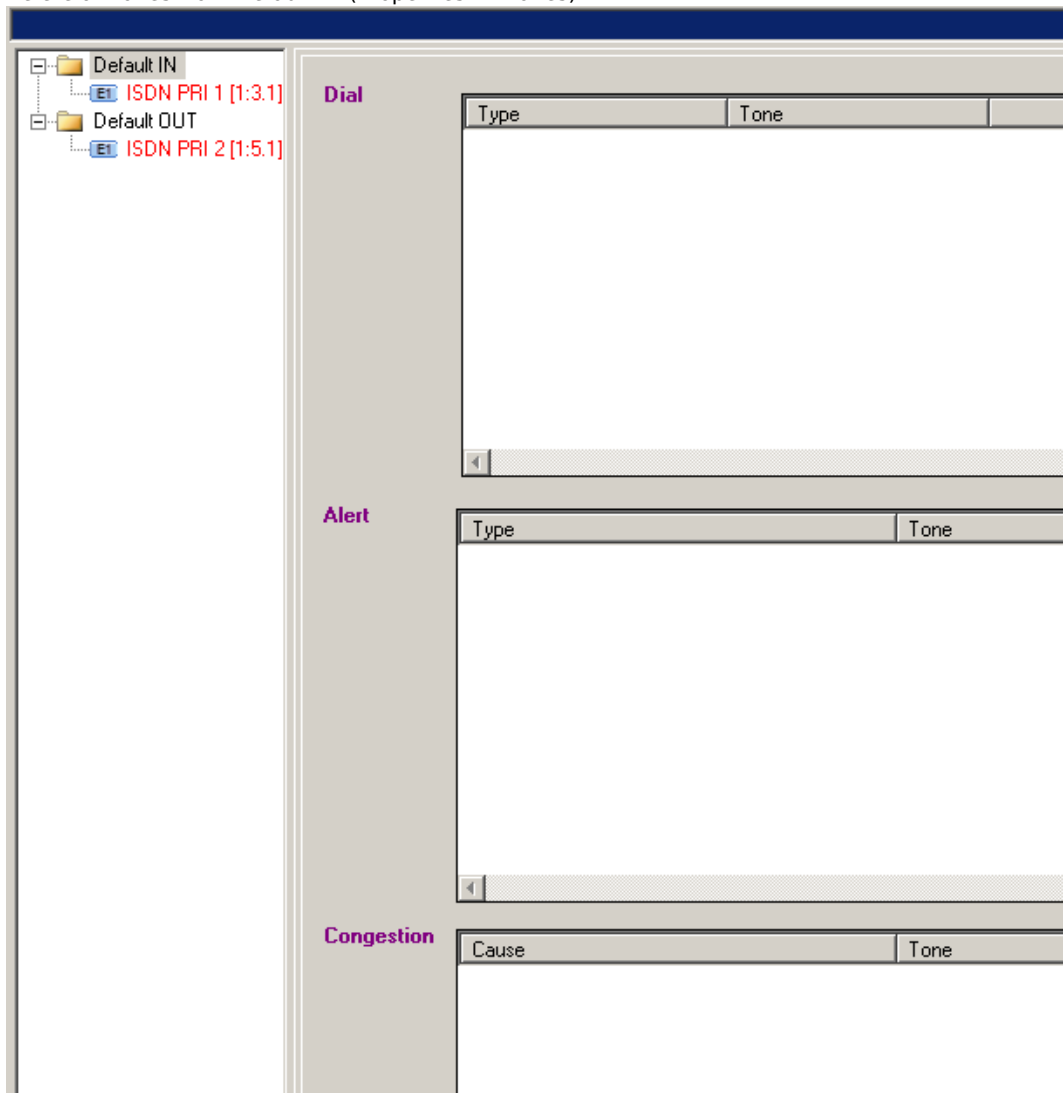 Default IN
E1 ISDN PRI 1 [1:3.1]
Default OUT
E1 ISDN PRI 2 [1:5.1]
Dial
Type Tone
Alert
Type Tone
Congestion
Cause Tone